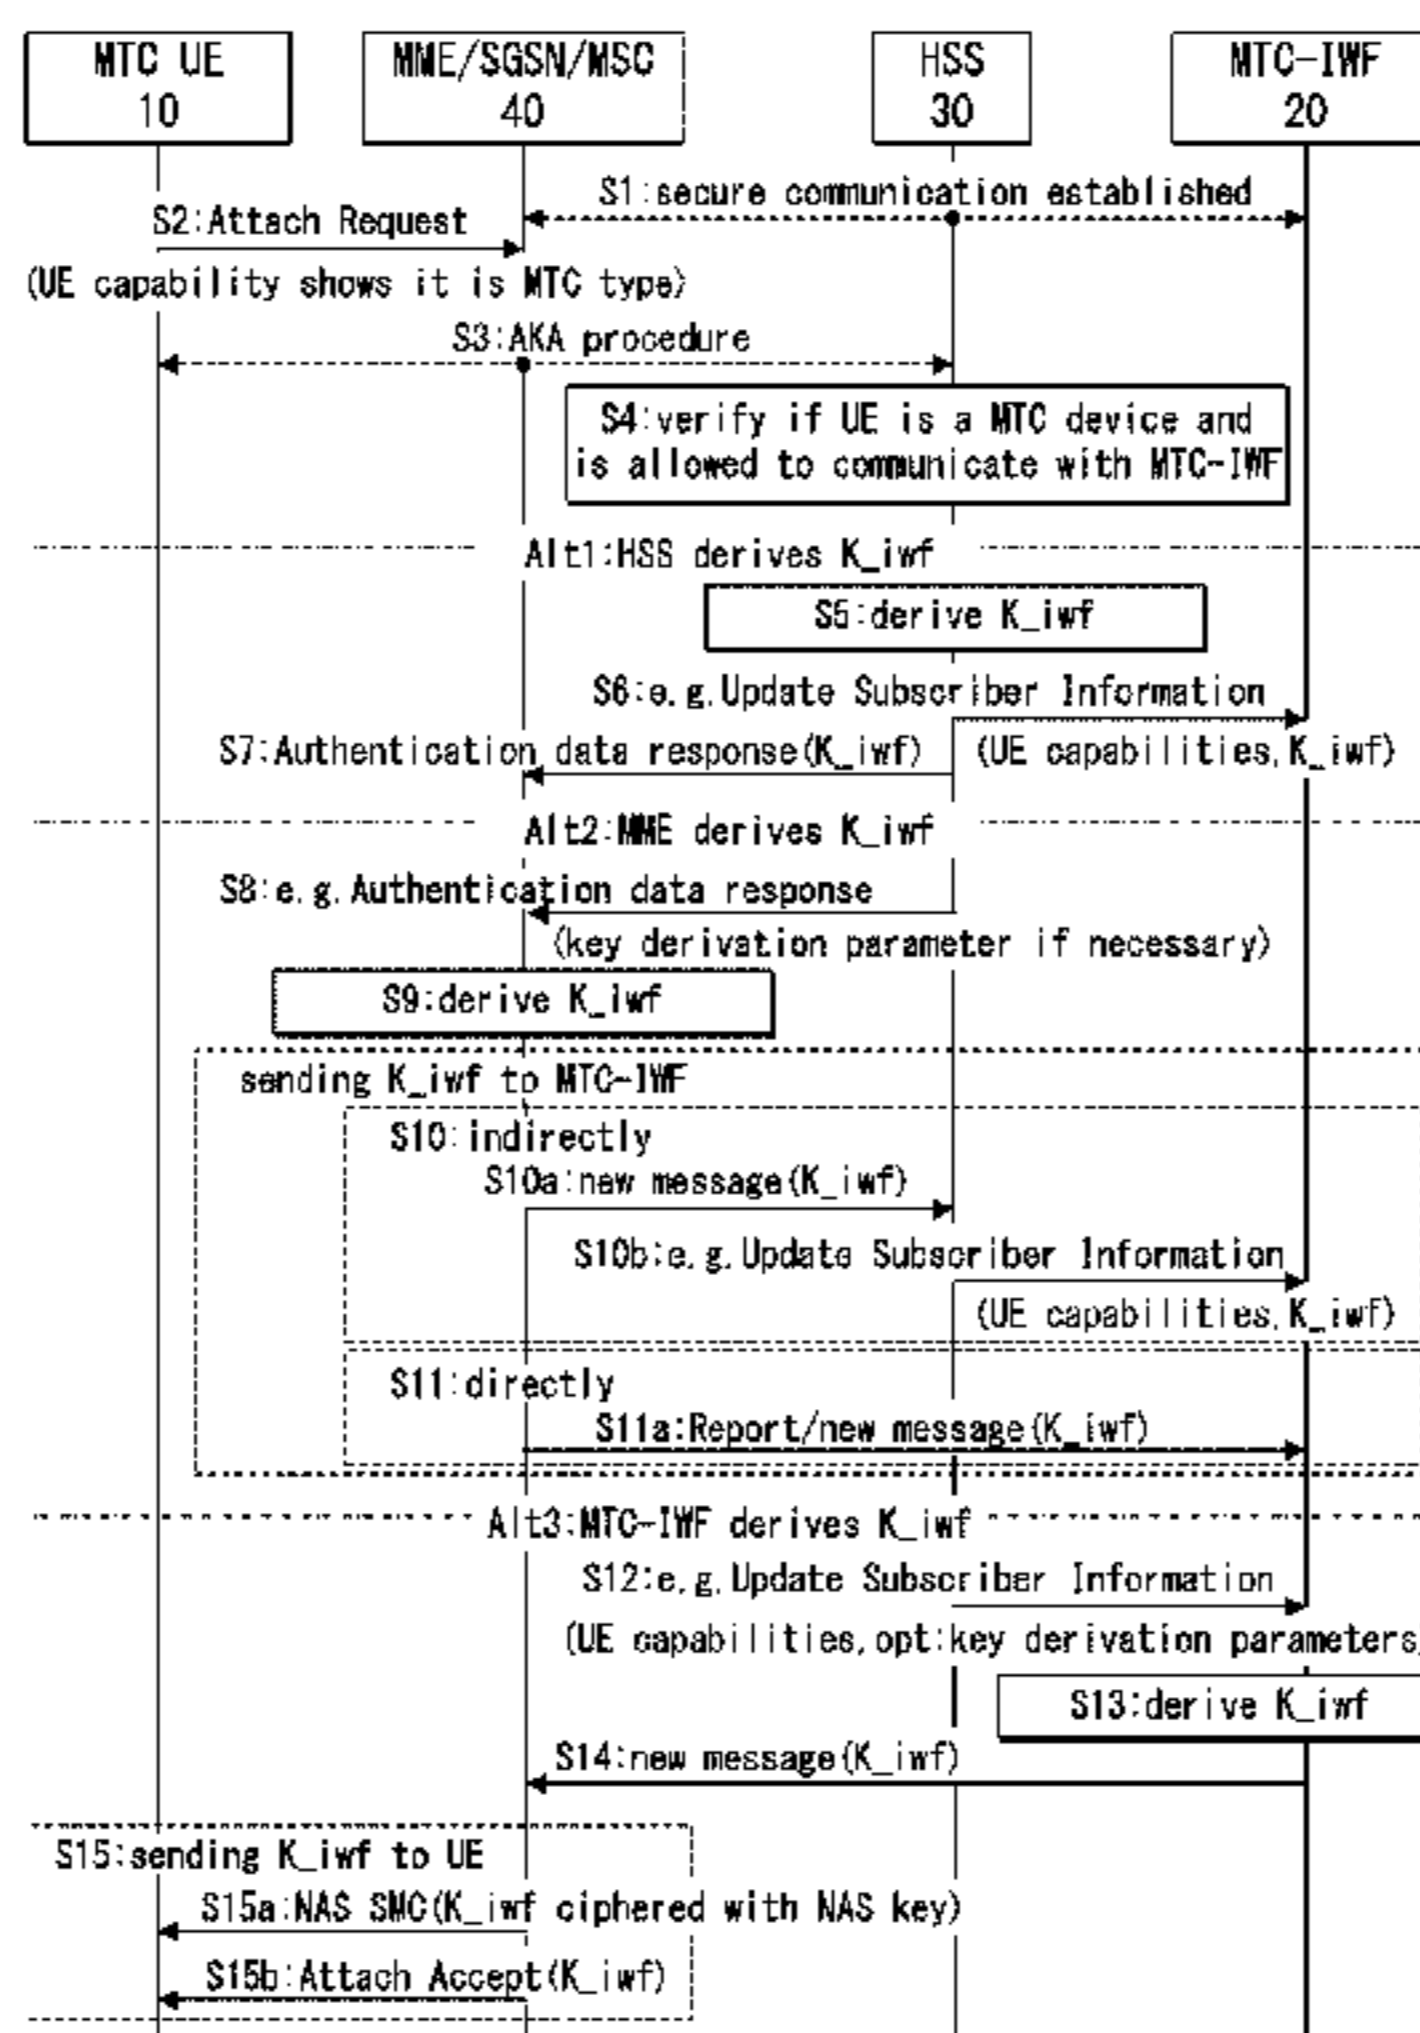 MTC UE
10
MME/SGSN/MSC
40
HSS
30
MTC-IWF
20
S1:secure communication established
S2:Attach Request
(UE capability shows it is MTC type)
S3:AKA procedure
S4:verify if UE is a MTC device and
is allowed to communicate with MTC-IWF
Alt1:HSS derives K_iwf
S5:derive K_iwf
S6:e.g.Update Subscriber Information
S7:Authentication data response(K_iwf)
(UE capabilities,K_iwf)
Alt2:MME derives K_iwf
S8:e.g.Authentication data response
(key derivation parameter if necessary)
S9:derive K_iwf
sending K_iwf to MTC-IWF
S10:indirectly
S10a:new message(K_iwf)
S10b:e.g.Update Subscriber Information
(UE capabilities,K_iwf)
S11:directly
S11a:Report/new message(K_iwf)
Alt3:MTC-IWF derives K_iwf
S12:e.g.Update Subscriber Information
(UE capabilities,opt:key derivation parameters)
S13:derive K_iwf
S14:new message(K_iwf)
S15:sending K_iwf to UE
S15a:NAS SMC(K_iwf ciphered with NAS key)
S15b:Attach Accept(K_iwf)